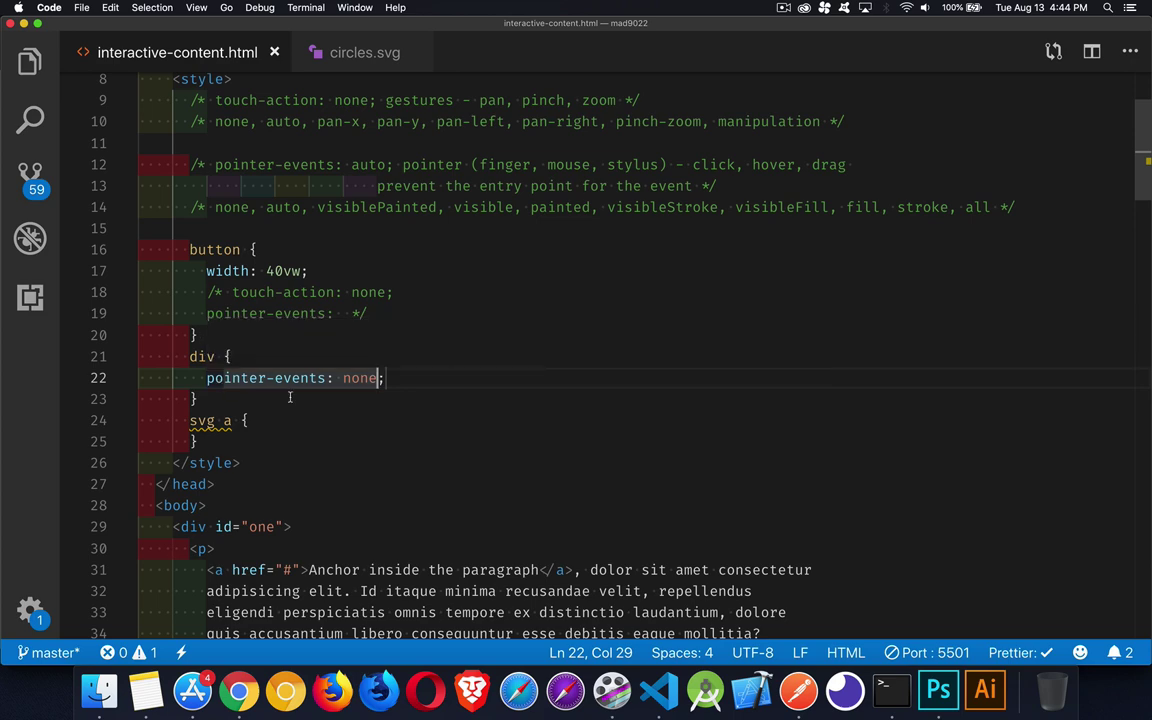 Code File Edit Selection View Go Debug Terminal Window Help 100% Tue Aug 13 4:44 PM
interactive-content.html — mad9022
<> interactive-content.html × circles.svg
8 <style>
9 /* touch-action: none; gestures - pan, pinch, zoom */
10 /* none, auto, pan-x, pan-y, pan-left, pan-right, pinch-zoom, manipulation */
11
12 /* pointer-events: auto; pointer (finger, mouse, stylus) - click, hover, drag
13 prevent the entry point for the event */
14 /* none, auto, visiblePainted, visible, painted, visibleStroke, visibleFill, fill, stroke, all */
15
16 button {
17 width: 40vw;
18 /* touch-action: none;
19 pointer-events:  */
20 }
21 div {
22 pointer-events: none;
23 }
24 svg a {
25 }
26 </style>
27 </head>
28 <body>
29 <div id="one">
30 <p>
31 <a href="#">Anchor inside the paragraph</a>, dolor sit amet consectetur
32 adipisicing elit. Id itaque minima recusandae velit, repellendus
33 eligendi perspiciatis omnis tempore ex distinctio laudantium, dolore
34 quis accusantium libero consequuntur esse debitis eaque mollitia?
59
1
master* 0 1 Ln 22, Col 29 Spaces: 4 UTF-8 LF HTML Port : 5501 Prettier: ✓ 2
4 >_ Ps Ai